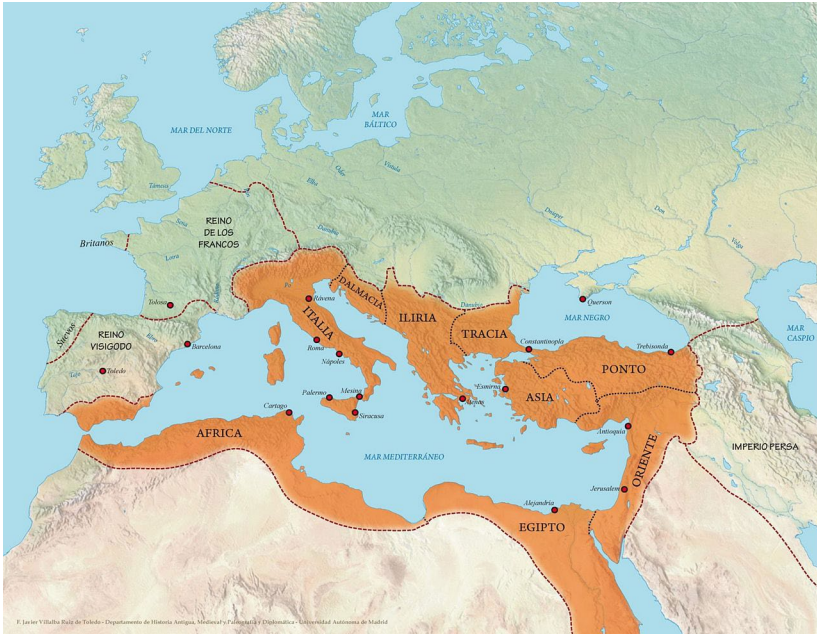 MAR DEL NORTE
MAR
BÁLTICO
Támesis
Elba
Oder
Vístula
Dnieper
Don
Volga
Britanos
Sena
REINO
DE LOS
FRANCOS
Loira
Danubio
Tolosa
Po
Rávena
DALMACIA
ITALIA
ILIRIA
Danubio
TRACIA
Querson
MAR NEGRO
MAR
CASPIO
Suevos
REINO
VISIGODO
Ebro
Barcelona
Tajo
Toledo
Roma
Nápoles
Constantinopla
Trebisonda
PONTO
Esmirna
ASIA
Atenas
Palermo
Mesina
Siracusa
Cartago
AFRICA
Antioquía
ORIENTE
IMPERIO PERSA
MAR MEDITERRÁNEO
Jerusalem
Alejandría
EGIPTO
F. Javier Villalba Ruiz de Toledo - Departamento de Historia Antigua, Medieval y Paleografía y Diplomática - Universidad Autónoma de Madrid